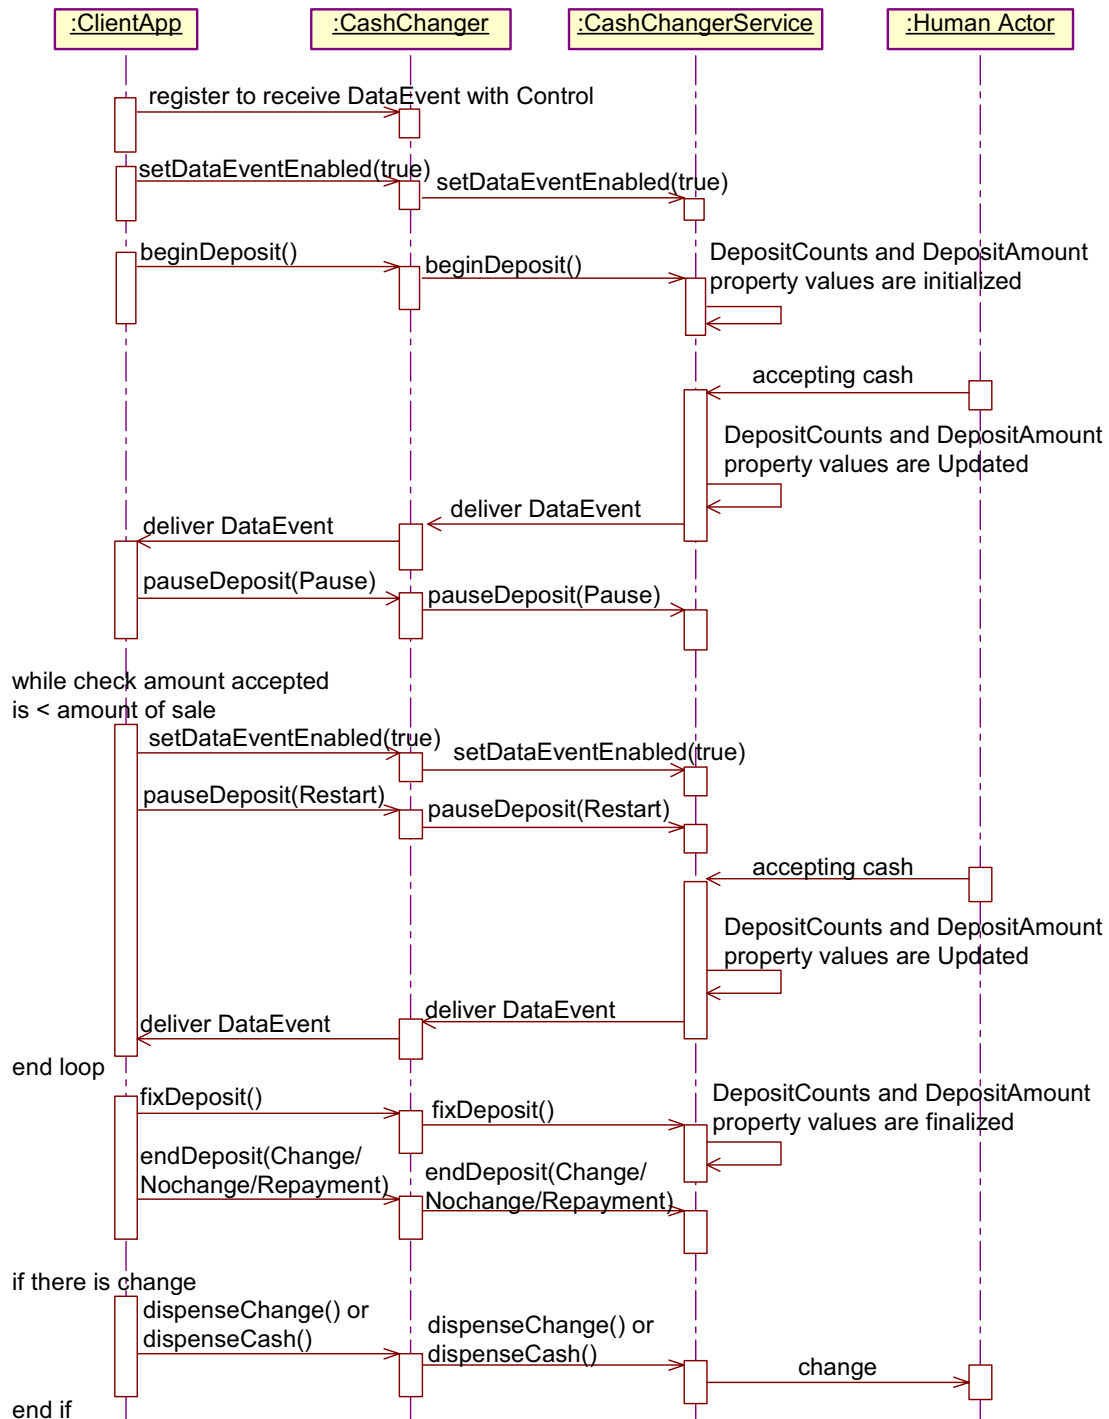 :ClientApp
:CashChanger
:CashChangerService
:Human Actor
register to receive DataEvent with Control
setDataEventEnabled(true)
setDataEventEnabled(true)
beginDeposit()
beginDeposit()
DepositCounts and DepositAmount
property values are initialized
accepting cash
DepositCounts and DepositAmount
property values are Updated
deliver DataEvent
deliver DataEvent
pauseDeposit(Pause)
pauseDeposit(Pause)
while check amount accepted
is < amount of sale
setDataEventEnabled(true)
setDataEventEnabled(true)
pauseDeposit(Restart)
pauseDeposit(Restart)
accepting cash
DepositCounts and DepositAmount
property values are Updated
deliver DataEvent
deliver DataEvent
end loop
fixDeposit()
fixDeposit()
DepositCounts and DepositAmount
property values are finalized
endDeposit(Change/
Nochange/Repayment)
endDeposit(Change/
Nochange/Repayment)
if there is change
dispenseChange() or
dispenseCash()
dispenseChange() or
dispenseCash()
change
end if